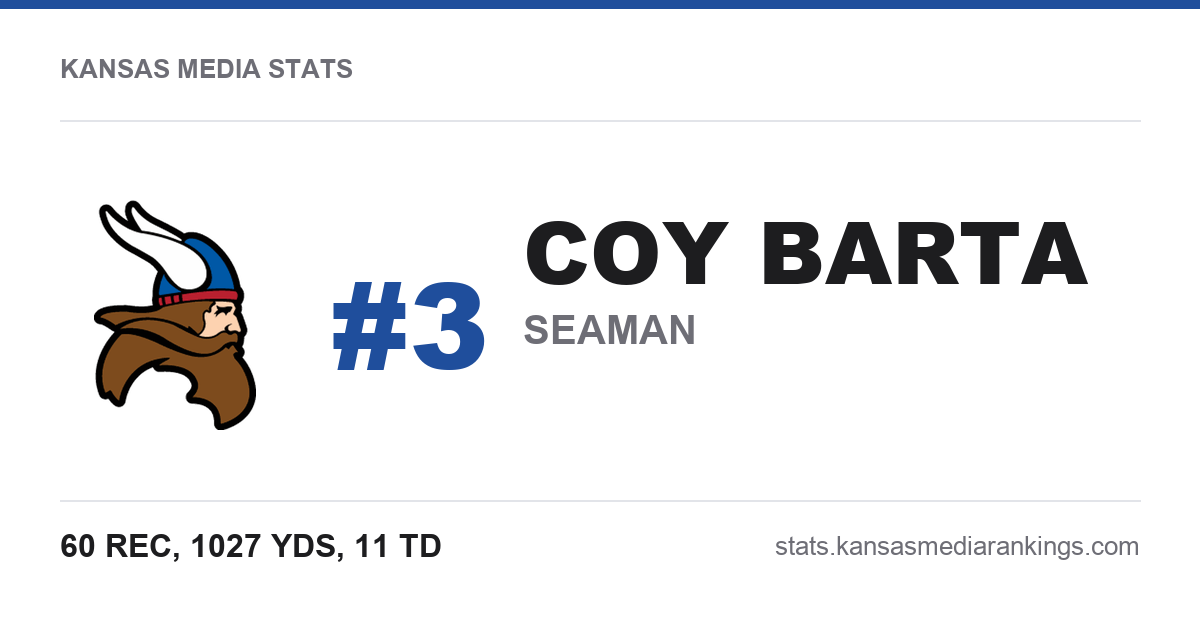 KANSAS MEDIA STATS
#3
COY BARTA
SEAMAN
60 REC, 1027 YDS, 11 TD
stats.kansasmediarankings.com